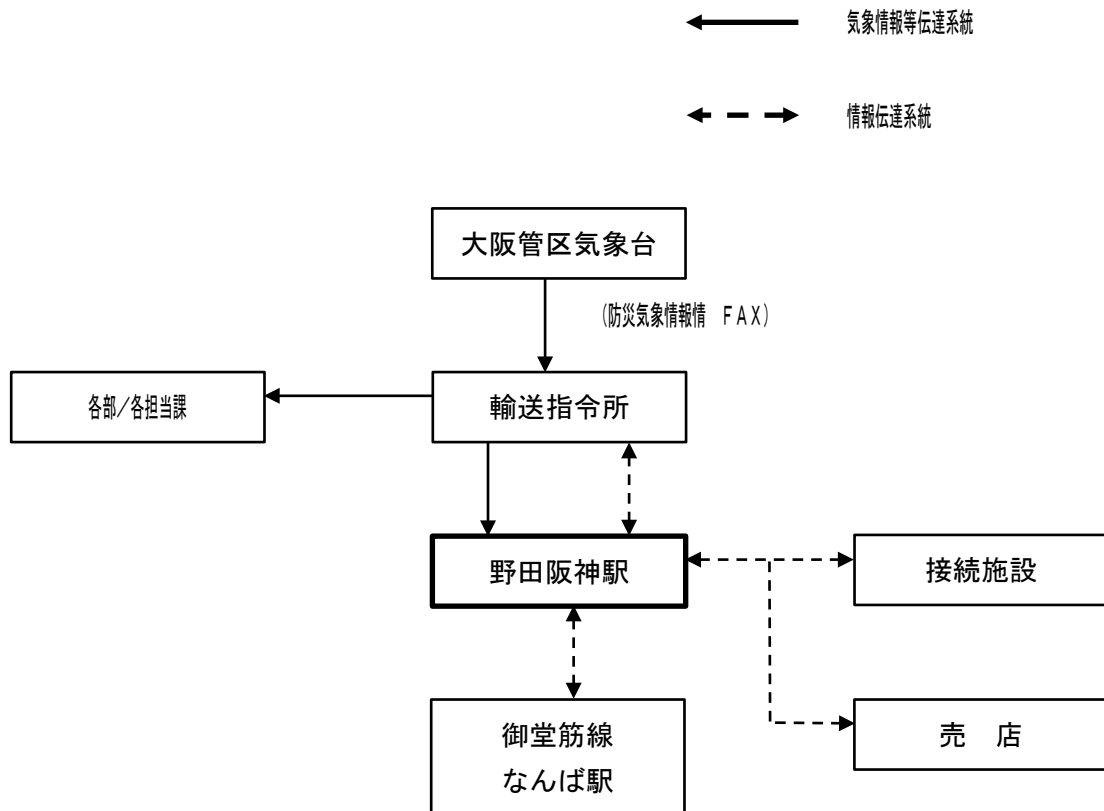 気象情報等伝達系統
情報伝達系統
大阪管区気象台
(防災気象情報情　ＦＡＸ)
各部／各担当課
輸送指令所
野田阪神駅
接続施設
御堂筋線
なんば駅
売　店